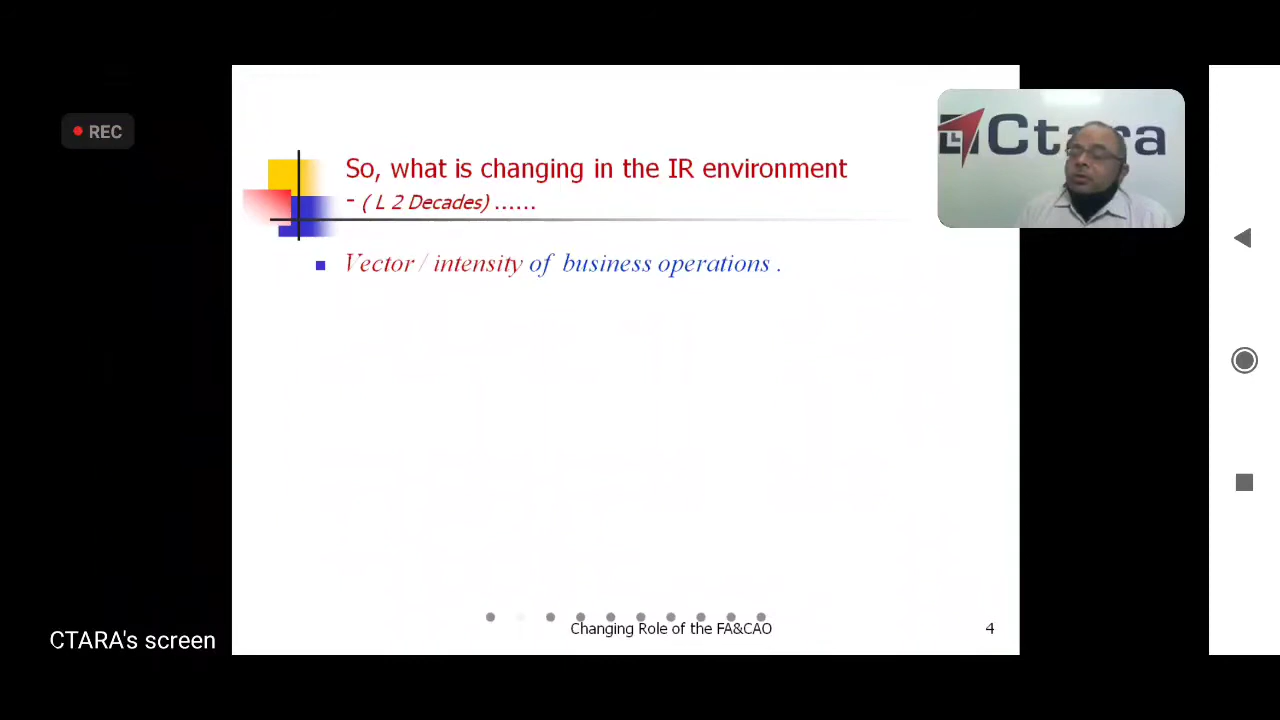 REC
Ctara
So, what is changing in the IR environment
- ( L 2 Decades) ......
Vector / intensity of business operations .
Changing Role of the FA&CAO
4
CTARA's screen